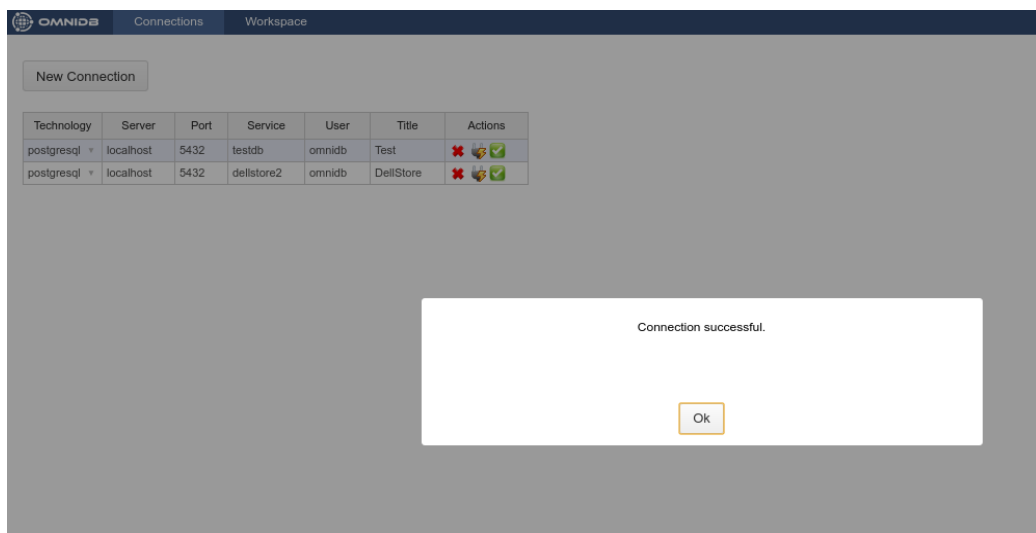 OMNIDB Connections Workspace
New Connection
Technology Server Port Service User Title Actions
postgresql localhost 5432 testdb omnidb Test
postgresql localhost 5432 dellstore2 omnidb DellStore
Connection successful.
Ok